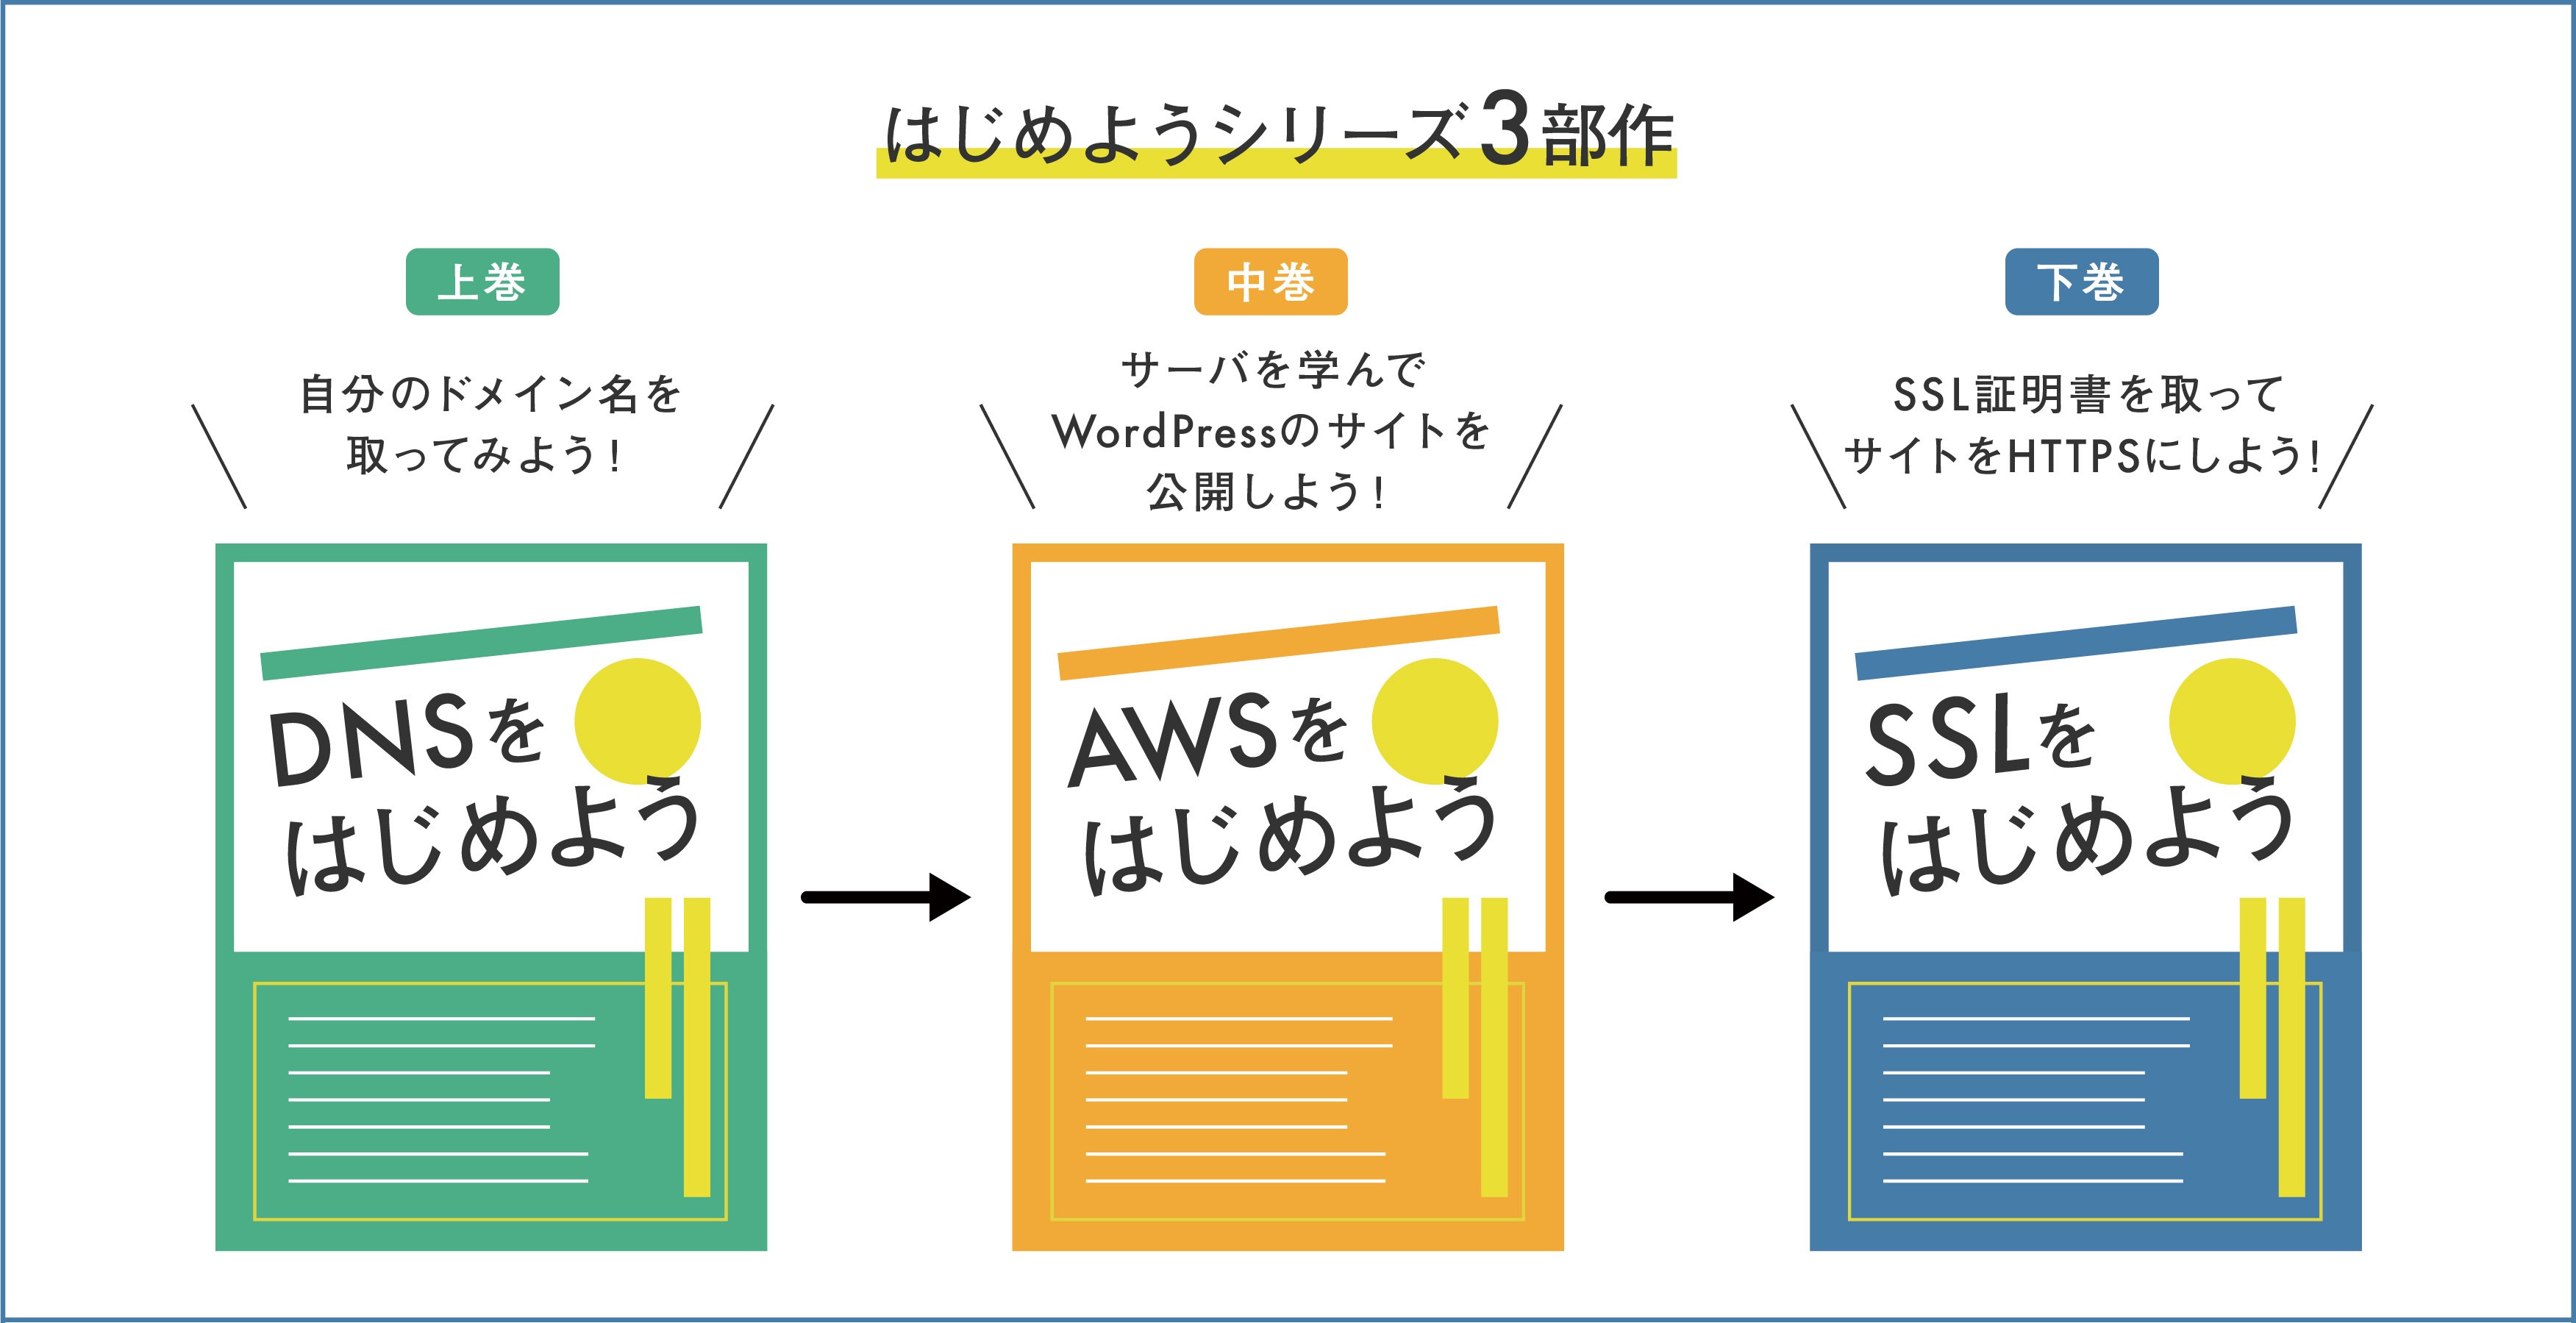 はじめようシリーズ3部作
上巻
自分のドメイン名を
取ってみよう!
DNSを
はじめよう
中巻
サーバを学んで
WordPressのサイトを
公開しよう!
AWSを
はじめよう
下巻
SSL証明書を取って
サイトをHTTPSにしよう!
SSLを
はじめよう